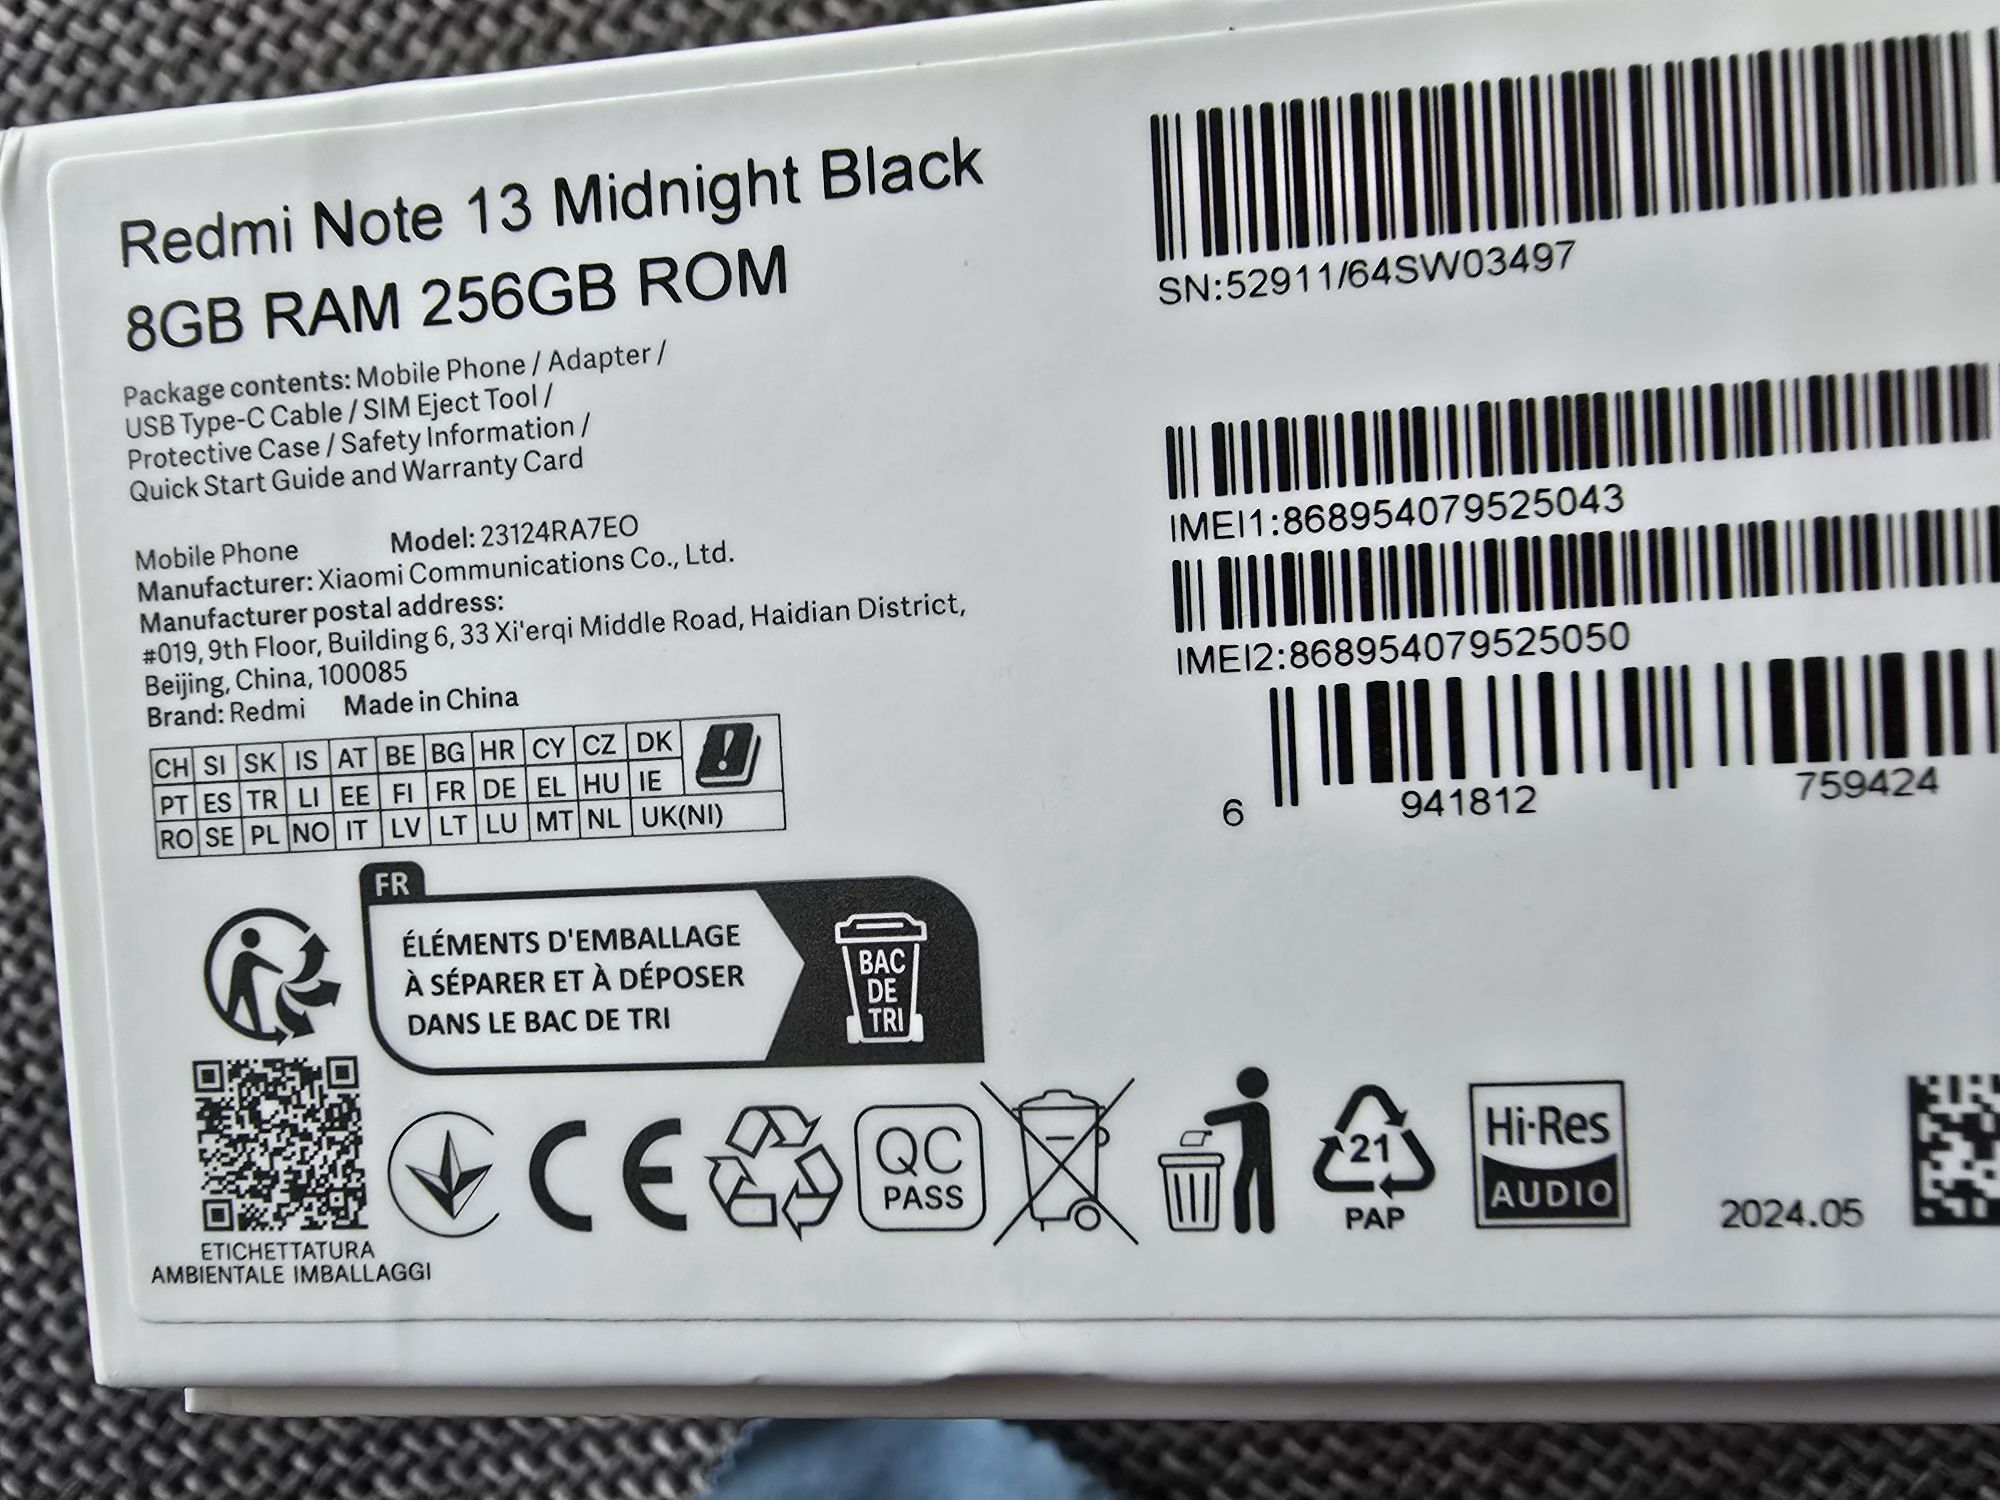 Redmi Note 13 Midnight Black
8GB RAM 256GB ROM
Package contents: Mobile Phone / Adapter /
USB Type-C Cable / SIM Eject Tool /
Protective Case / Safety Information /
Quick Start Guide and Warranty Card
Mobile Phone Model: 23124RA7EO
Manufacturer: Xiaomi Communications Co., Ltd.
Manufacturer postal address:
#019, 9th Floor, Building 6, 33 Xi'erqi Middle Road, Haidian District,
Beijing, China, 100085
Brand: Redmi Made in China
CH SI SK IS AT BE BG HR CY CZ DK
PT ES TR LI EE FI FR DE EL HU IE
RO SE PL NO IT LV LT LU MT NL UK(NI)
SN:52911/64SW03497
IMEI1:868954079525043
IMEI2:868954079525050
6 941812 759424
FR
ÉLÉMENTS D'EMBALLAGE
À SÉPARER ET À DÉPOSER
DANS LE BAC DE TRI
BAC
DE
TRI
ETICHETTATURA
AMBIENTALE IMBALLAGGI
CE
QC
PASS
21
PAP
Hi-Res
AUDIO
2024.05